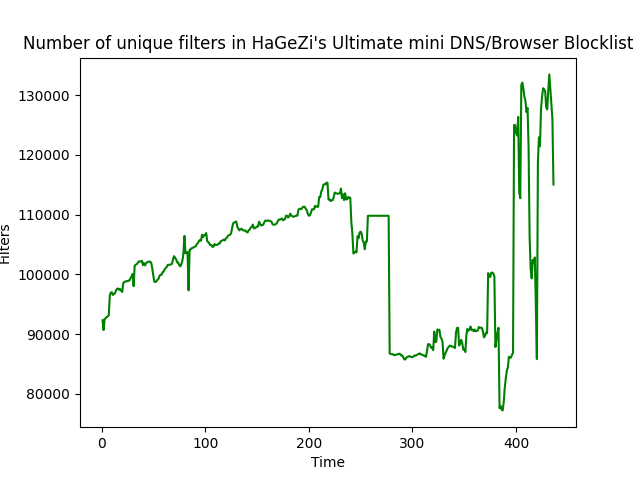 Number of unique filters in HaGeZi's Ultimate mini DNS/Browser Blocklist
130000
120000
110000
100000
90000
80000
Filters
0 100 200 300 400
Time